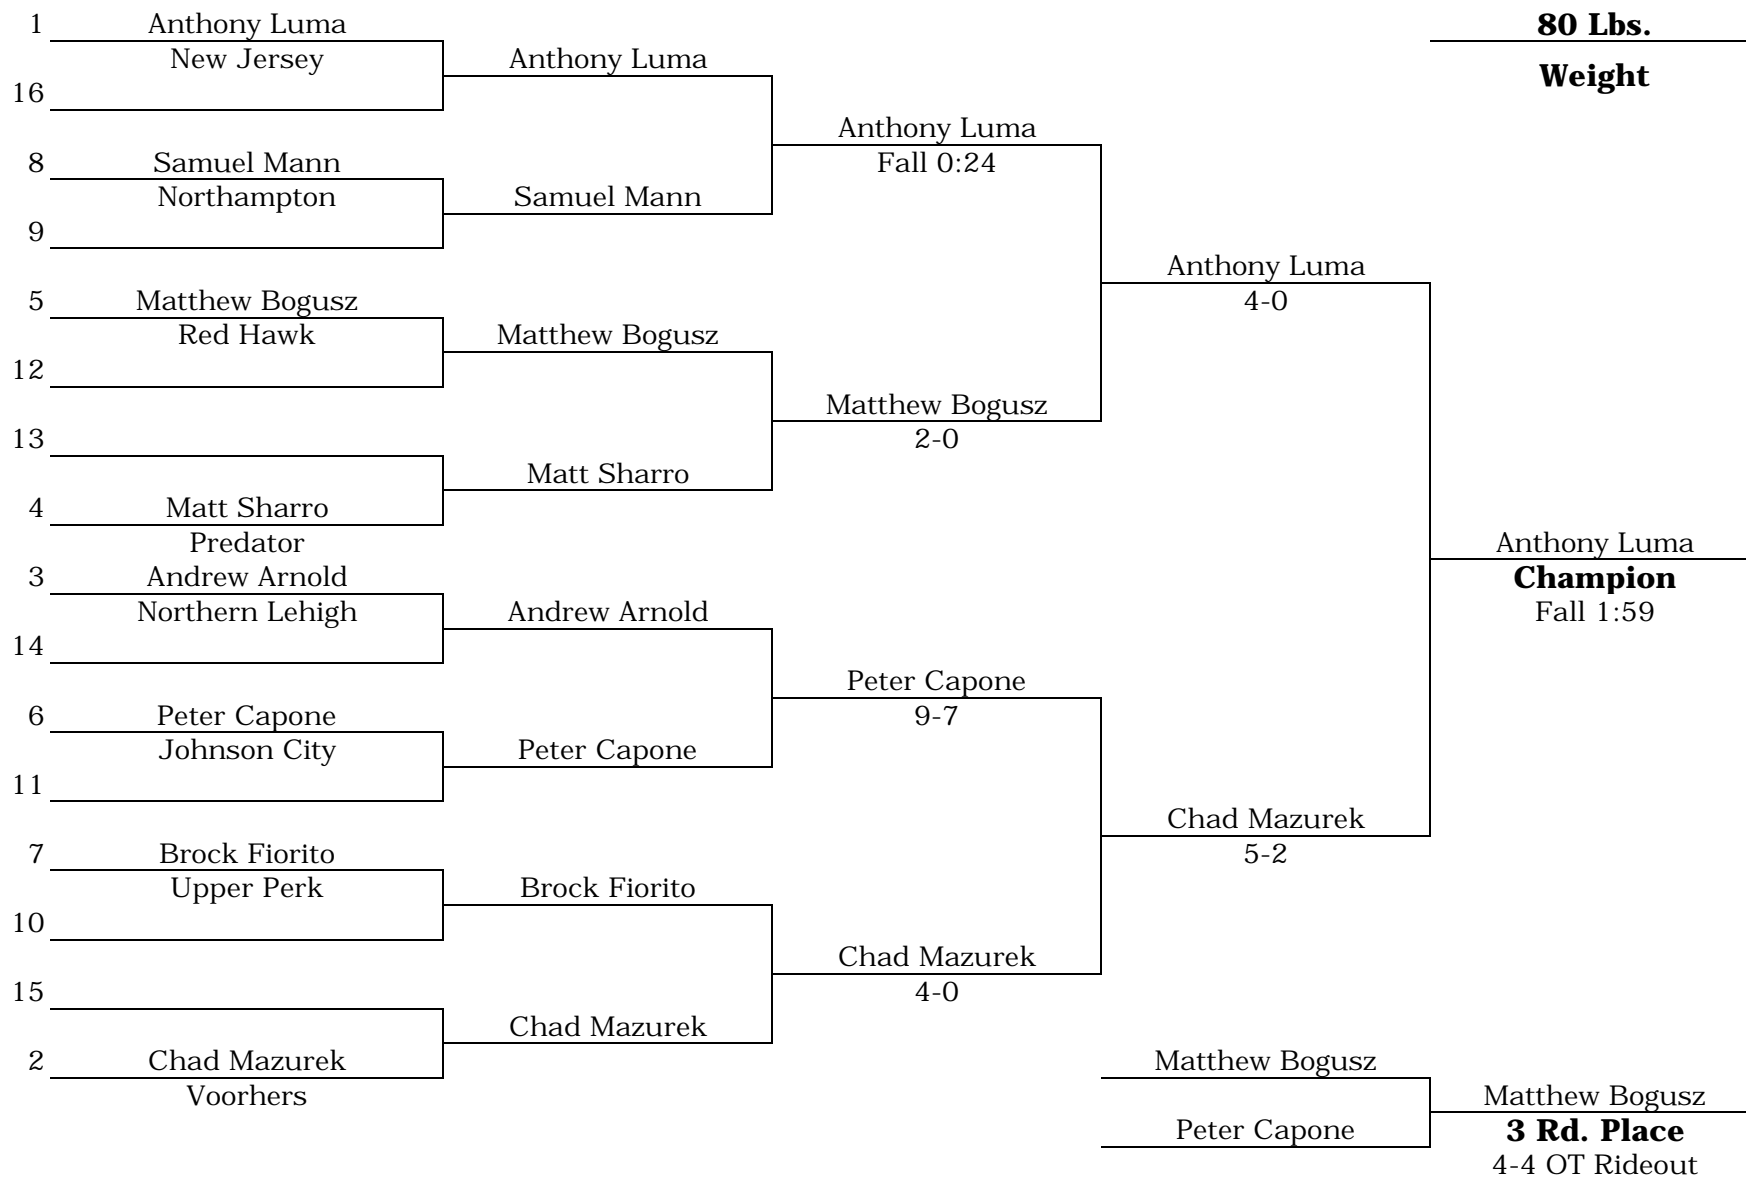 80 Lbs.
Weight
1 Anthony Luma
New Jersey
16
8 Samuel Mann
Northampton
9
5 Matthew Bogusz
Red Hawk
12
13
4 Matt Sharro
Predator
3 Andrew Arnold
Northern Lehigh
14
6 Peter Capone
Johnson City
11
7 Brock Fiorito
Upper Perk
10
15
2 Chad Mazurek
Voorhers
Anthony Luma
Samuel Mann
Matthew Bogusz
Matt Sharro
Andrew Arnold
Peter Capone
Brock Fiorito
Chad Mazurek
Anthony Luma
Fall 0:24
Matthew Bogusz
2-0
Peter Capone
9-7
Chad Mazurek
4-0
Anthony Luma
4-0
Chad Mazurek
5-2
Anthony Luma
Champion
Fall 1:59
Matthew Bogusz
Peter Capone
Matthew Bogusz
3 Rd. Place
4-4 OT Rideout